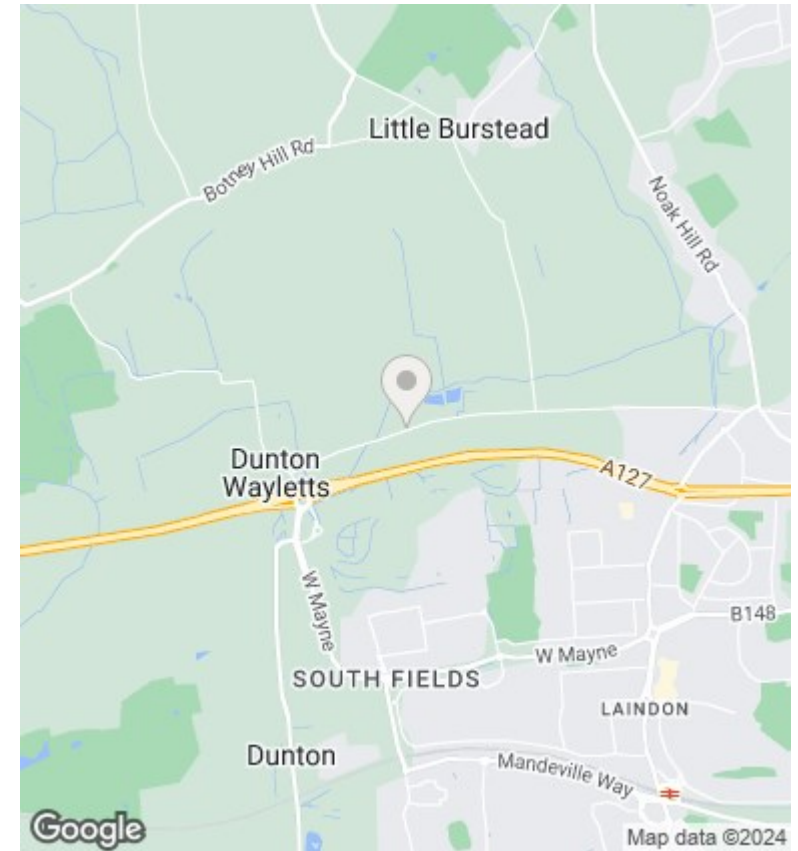 Little Burstead
Botney Hill Rd
Noak Hill Rd
Dunton
Wayletts
A127
W Mayne
B148
W Mayne
SOUTH FIELDS
LAINDON
Dunton
Mandeville Way
Google
Map data ©2024